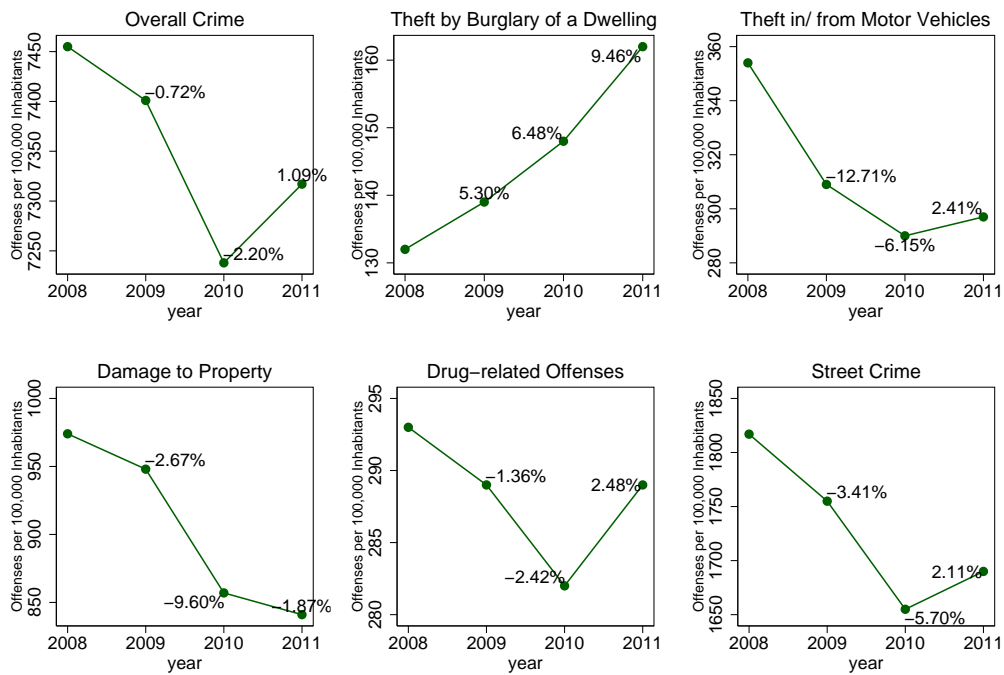 Overall Crime
Offenses per 100,000 Inhabitants
7450
7400
7350
7300
7250
−0.72%
−2.20%
1.09%
2008 2009 2010 2011
year
Theft by Burglary of a Dwelling
Offenses per 100,000 Inhabitants
160
150
140
130
5.30%
6.48%
9.46%
2008 2009 2010 2011
year
Theft in/ from Motor Vehicles
Offenses per 100,000 Inhabitants
360
340
320
300
280
−12.71%
−6.15%
2.41%
2008 2009 2010 2011
year
Damage to Property
Offenses per 100,000 Inhabitants
1000
950
900
850
−2.67%
−9.60%
−1.87%
2008 2009 2010 2011
year
Drug−related Offenses
Offenses per 100,000 Inhabitants
295
290
285
280
−1.36%
−2.42%
2.48%
2008 2009 2010 2011
year
Street Crime
Offenses per 100,000 Inhabitants
1850
1800
1750
1700
1650
−3.41%
−5.70%
2.11%
2008 2009 2010 2011
year